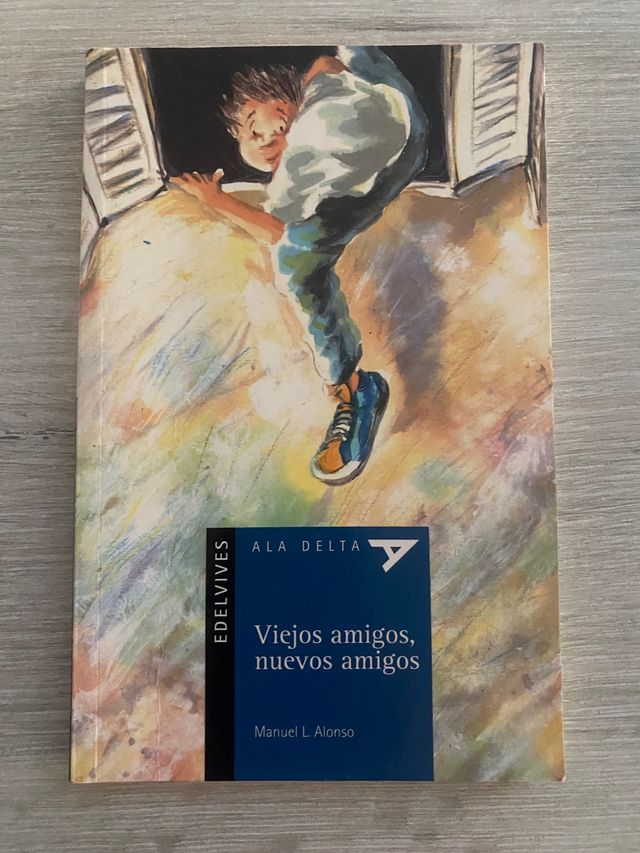 EDELVIVES
ALA DELTA
Viejos amigos,
nuevos amigos
Manuel L. Alonso